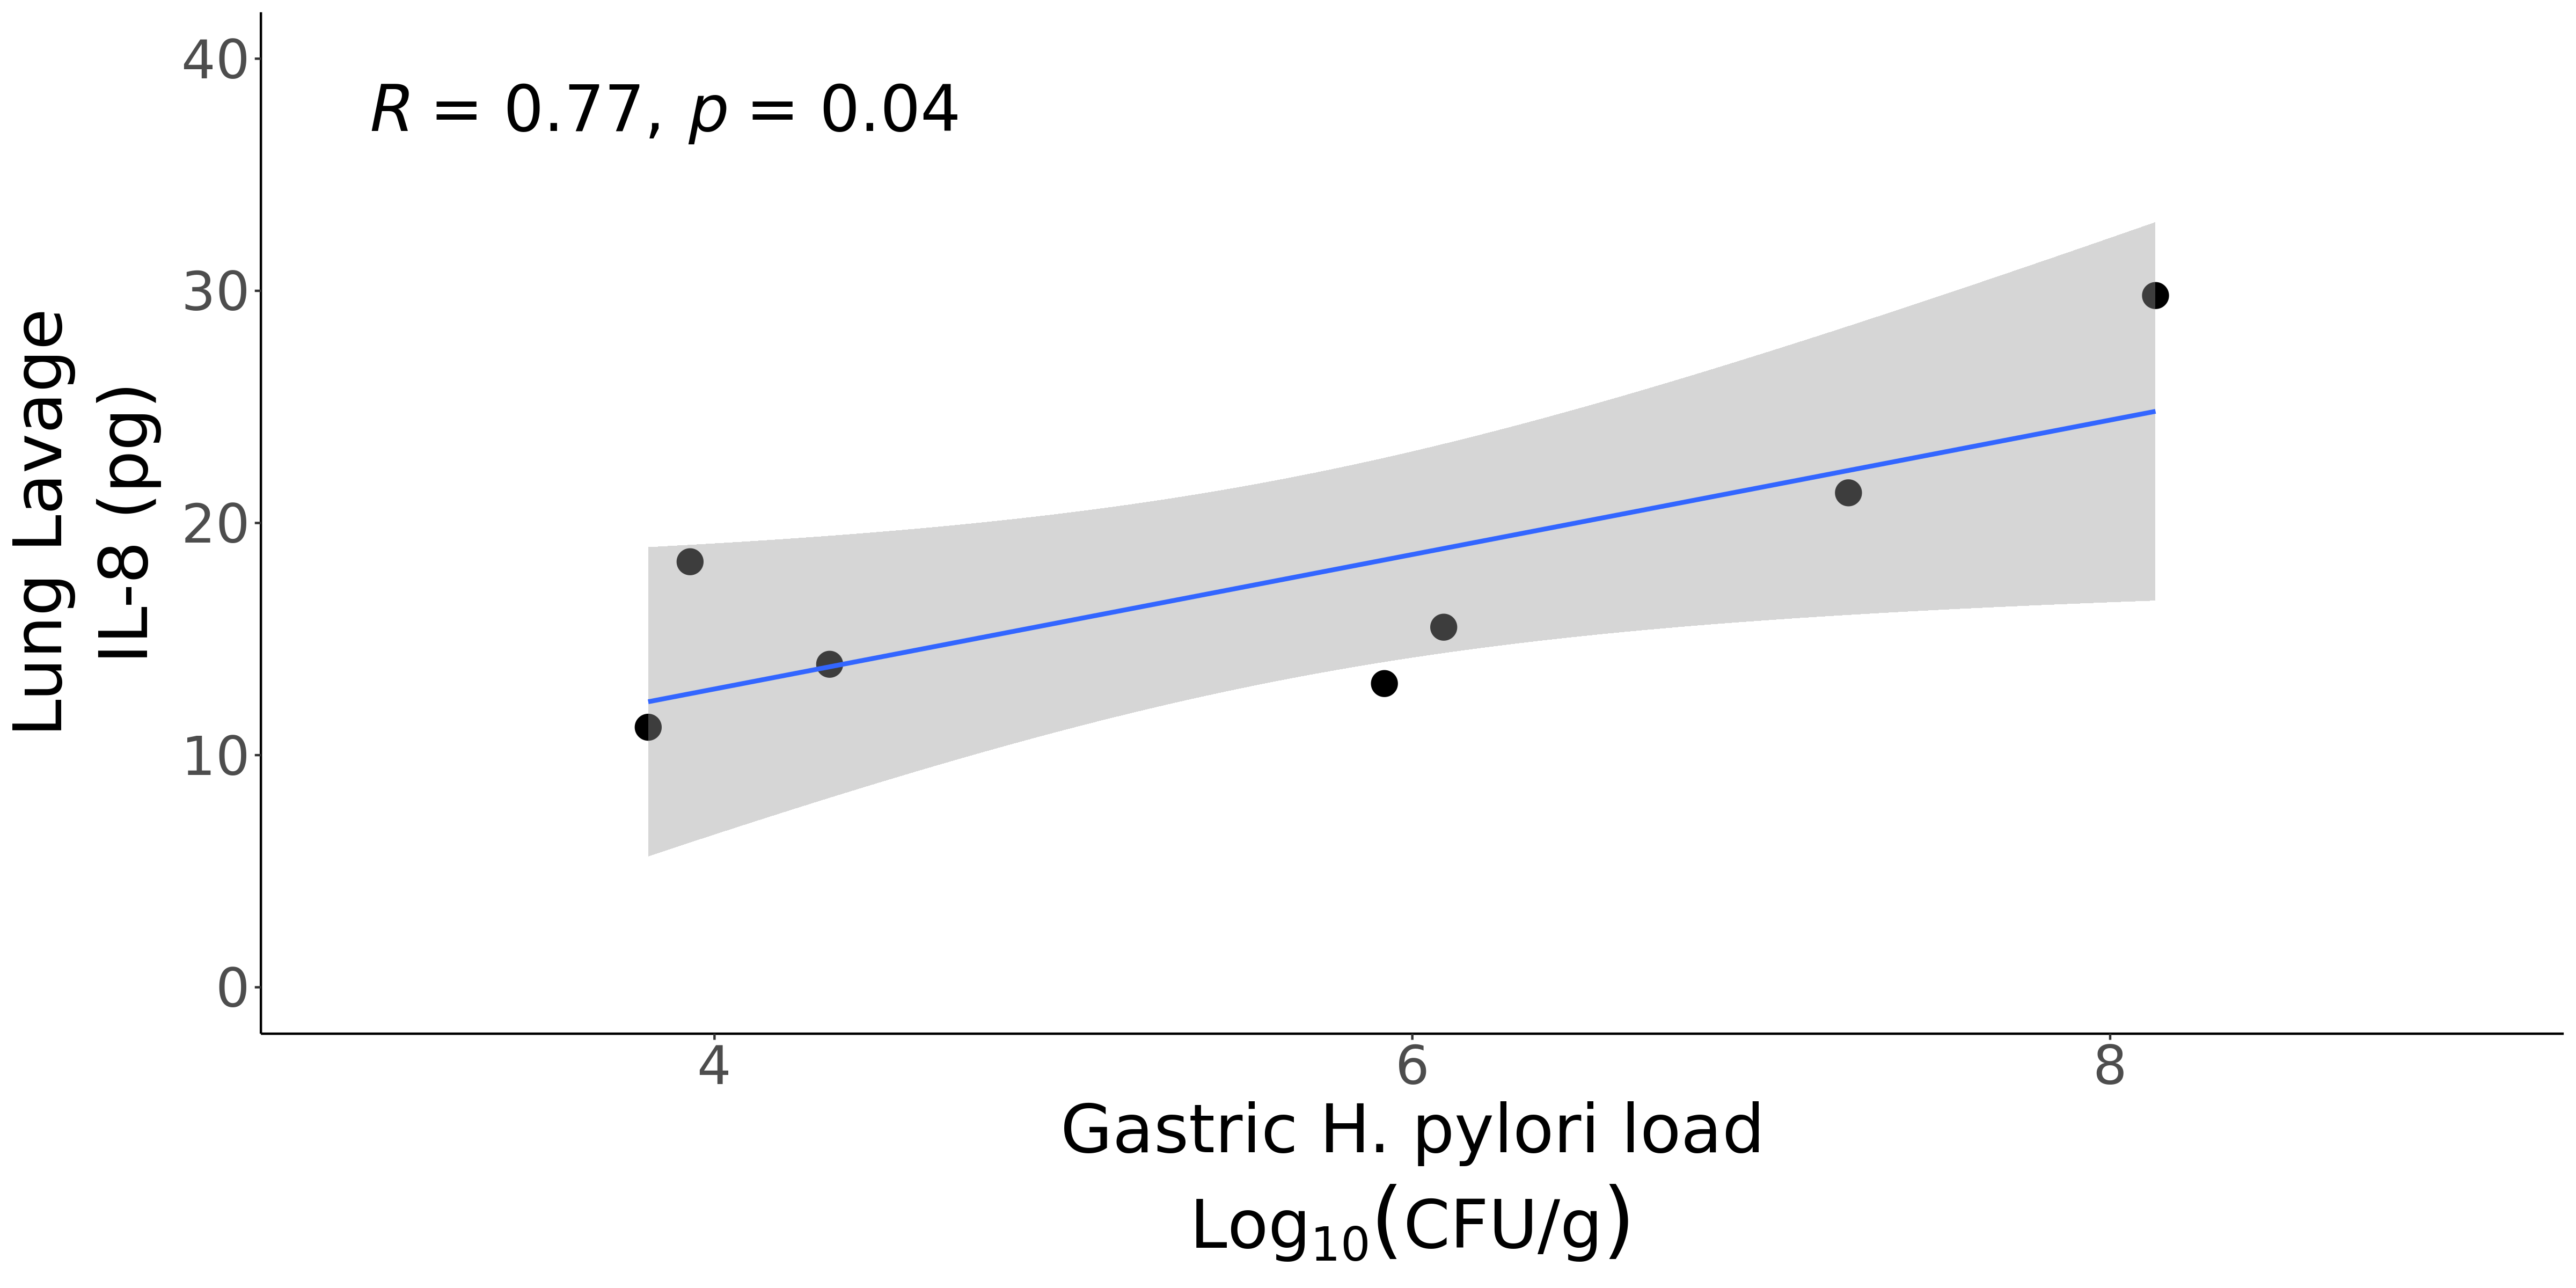 Lung Lavage
IL-8 (pg)
40
30
20
10
0
R = 0.77, p = 0.04
4
6
8
Gastric H. pylori load
Log₁₀(CFU/g)